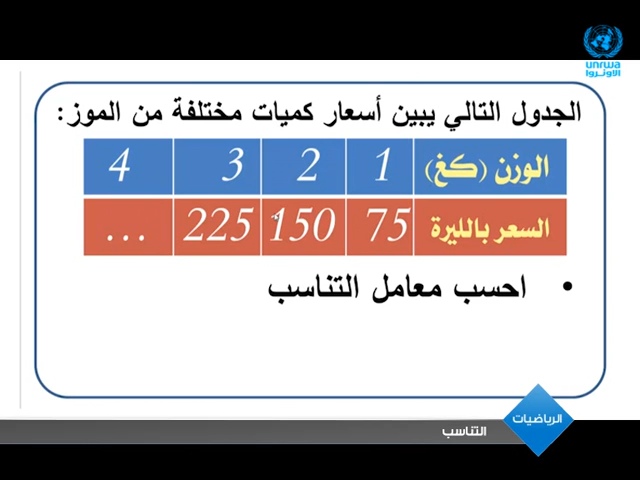 unrwa
الأونروا
الجدول التالي يبين أسعار كميات مختلفة من الموز:
الوزن (كغ) 1 2 3 4
السعر بالليرة 75 150 225 ...
• احسب معامل التناسب
الرياضيات
التناسب